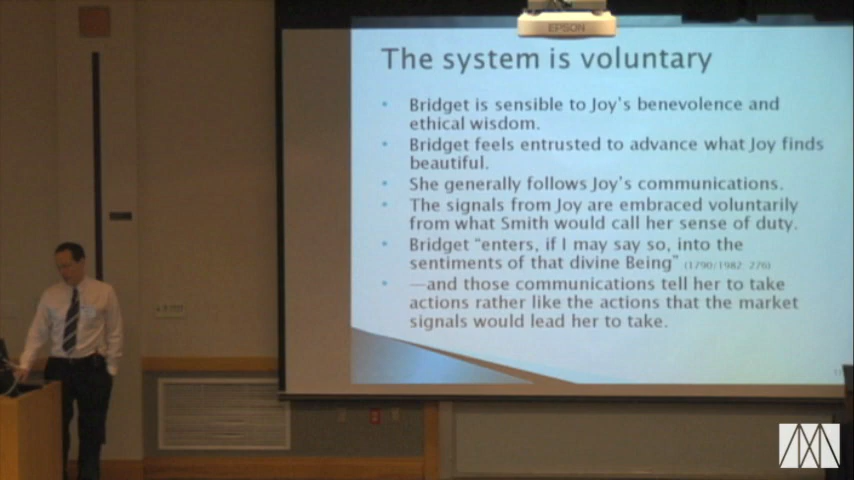 EPSON
The system is voluntary
• Bridget is sensible to Joy's benevolence and
ethical wisdom.
• Bridget feels entrusted to advance what Joy finds
beautiful.
• She generally follows Joy's communications.
• The signals from Joy are embraced voluntarily
from what Smith would call her sense of duty.
• Bridget "enters, if I may say so, into the
sentiments of that divine Being" (1790/1982: 276)
• —and those communications tell her to take
actions rather like the actions that the market
signals would lead her to take.